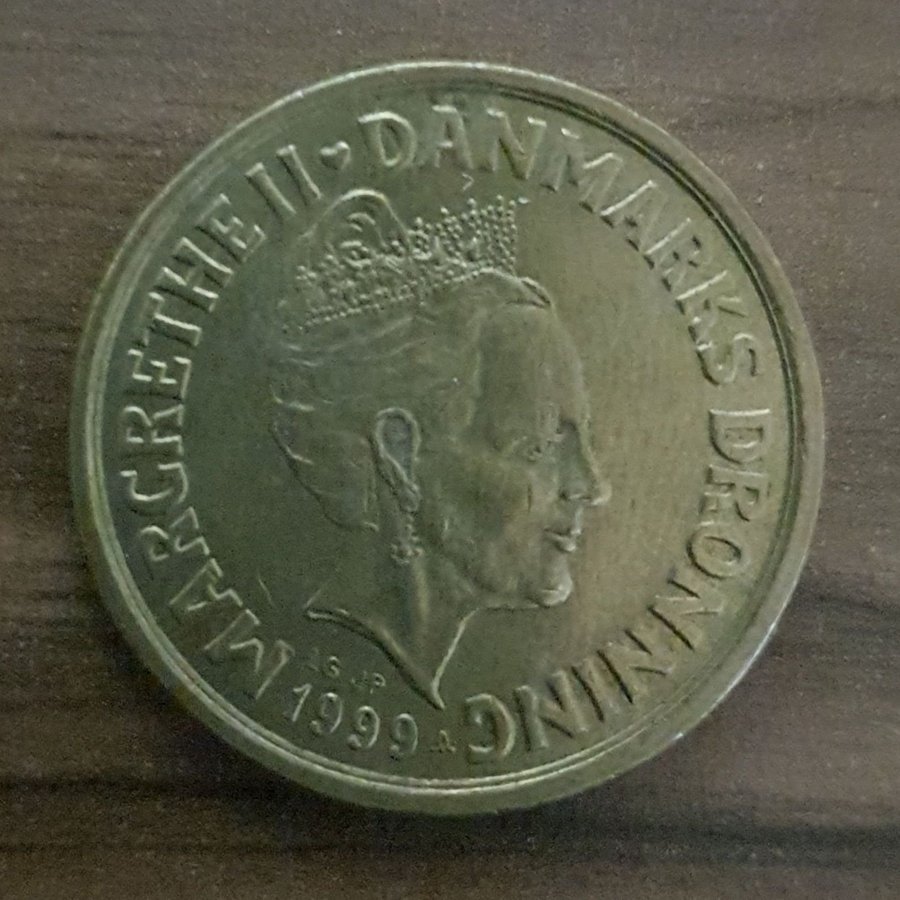 MARGRETHE II ♥ DANMARKS DRONNING
LG JP
1999